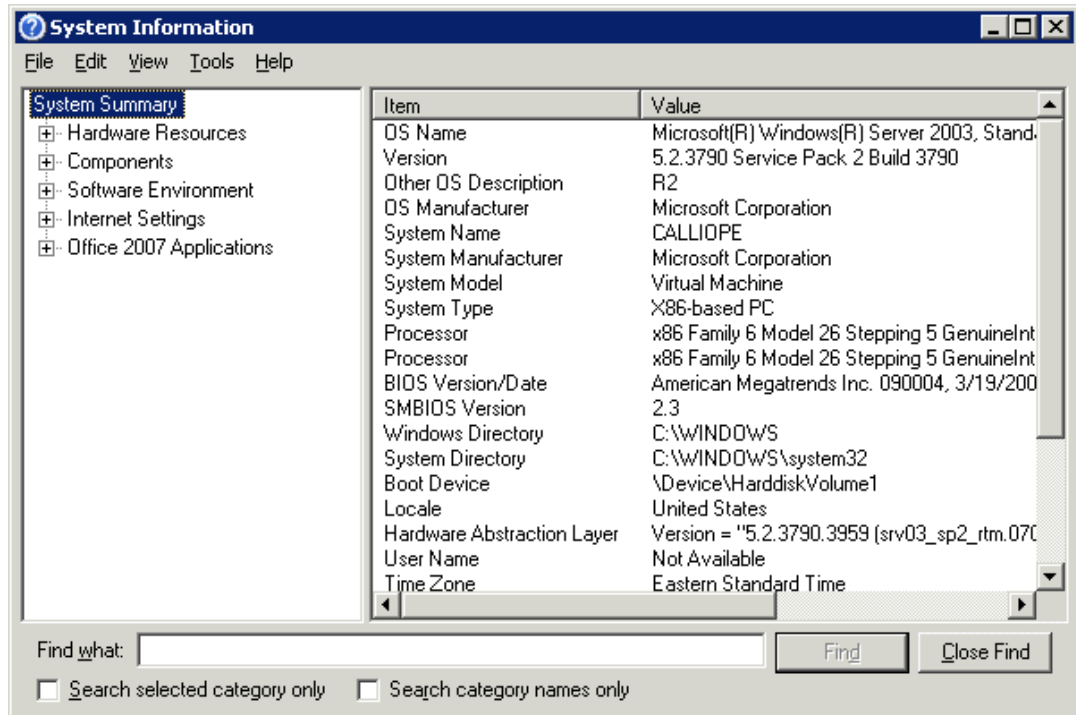 System Information
File Edit View Tools Help
System Summary
Hardware Resources
Components
Software Environment
Internet Settings
Office 2007 Applications
Item Value
OS Name Microsoft(R) Windows(R) Server 2003, Standa
Version 5.2.3790 Service Pack 2 Build 3790
Other OS Description R2
OS Manufacturer Microsoft Corporation
System Name CALLIOPE
System Manufacturer Microsoft Corporation
System Model Virtual Machine
System Type X86-based PC
Processor x86 Family 6 Model 26 Stepping 5 GenuineInt
Processor x86 Family 6 Model 26 Stepping 5 GenuineInt
BIOS Version/Date American Megatrends Inc. 090004, 3/19/200
SMBIOS Version 2.3
Windows Directory C:\WINDOWS
System Directory C:\WINDOWS\system32
Boot Device \Device\HarddiskVolume1
Locale United States
Hardware Abstraction Layer Version = "5.2.3790.3959 (srv03_sp2_rtm.070
User Name Not Available
Time Zone Eastern Standard Time
Find what: Find Close Find
Search selected category only Search category names only